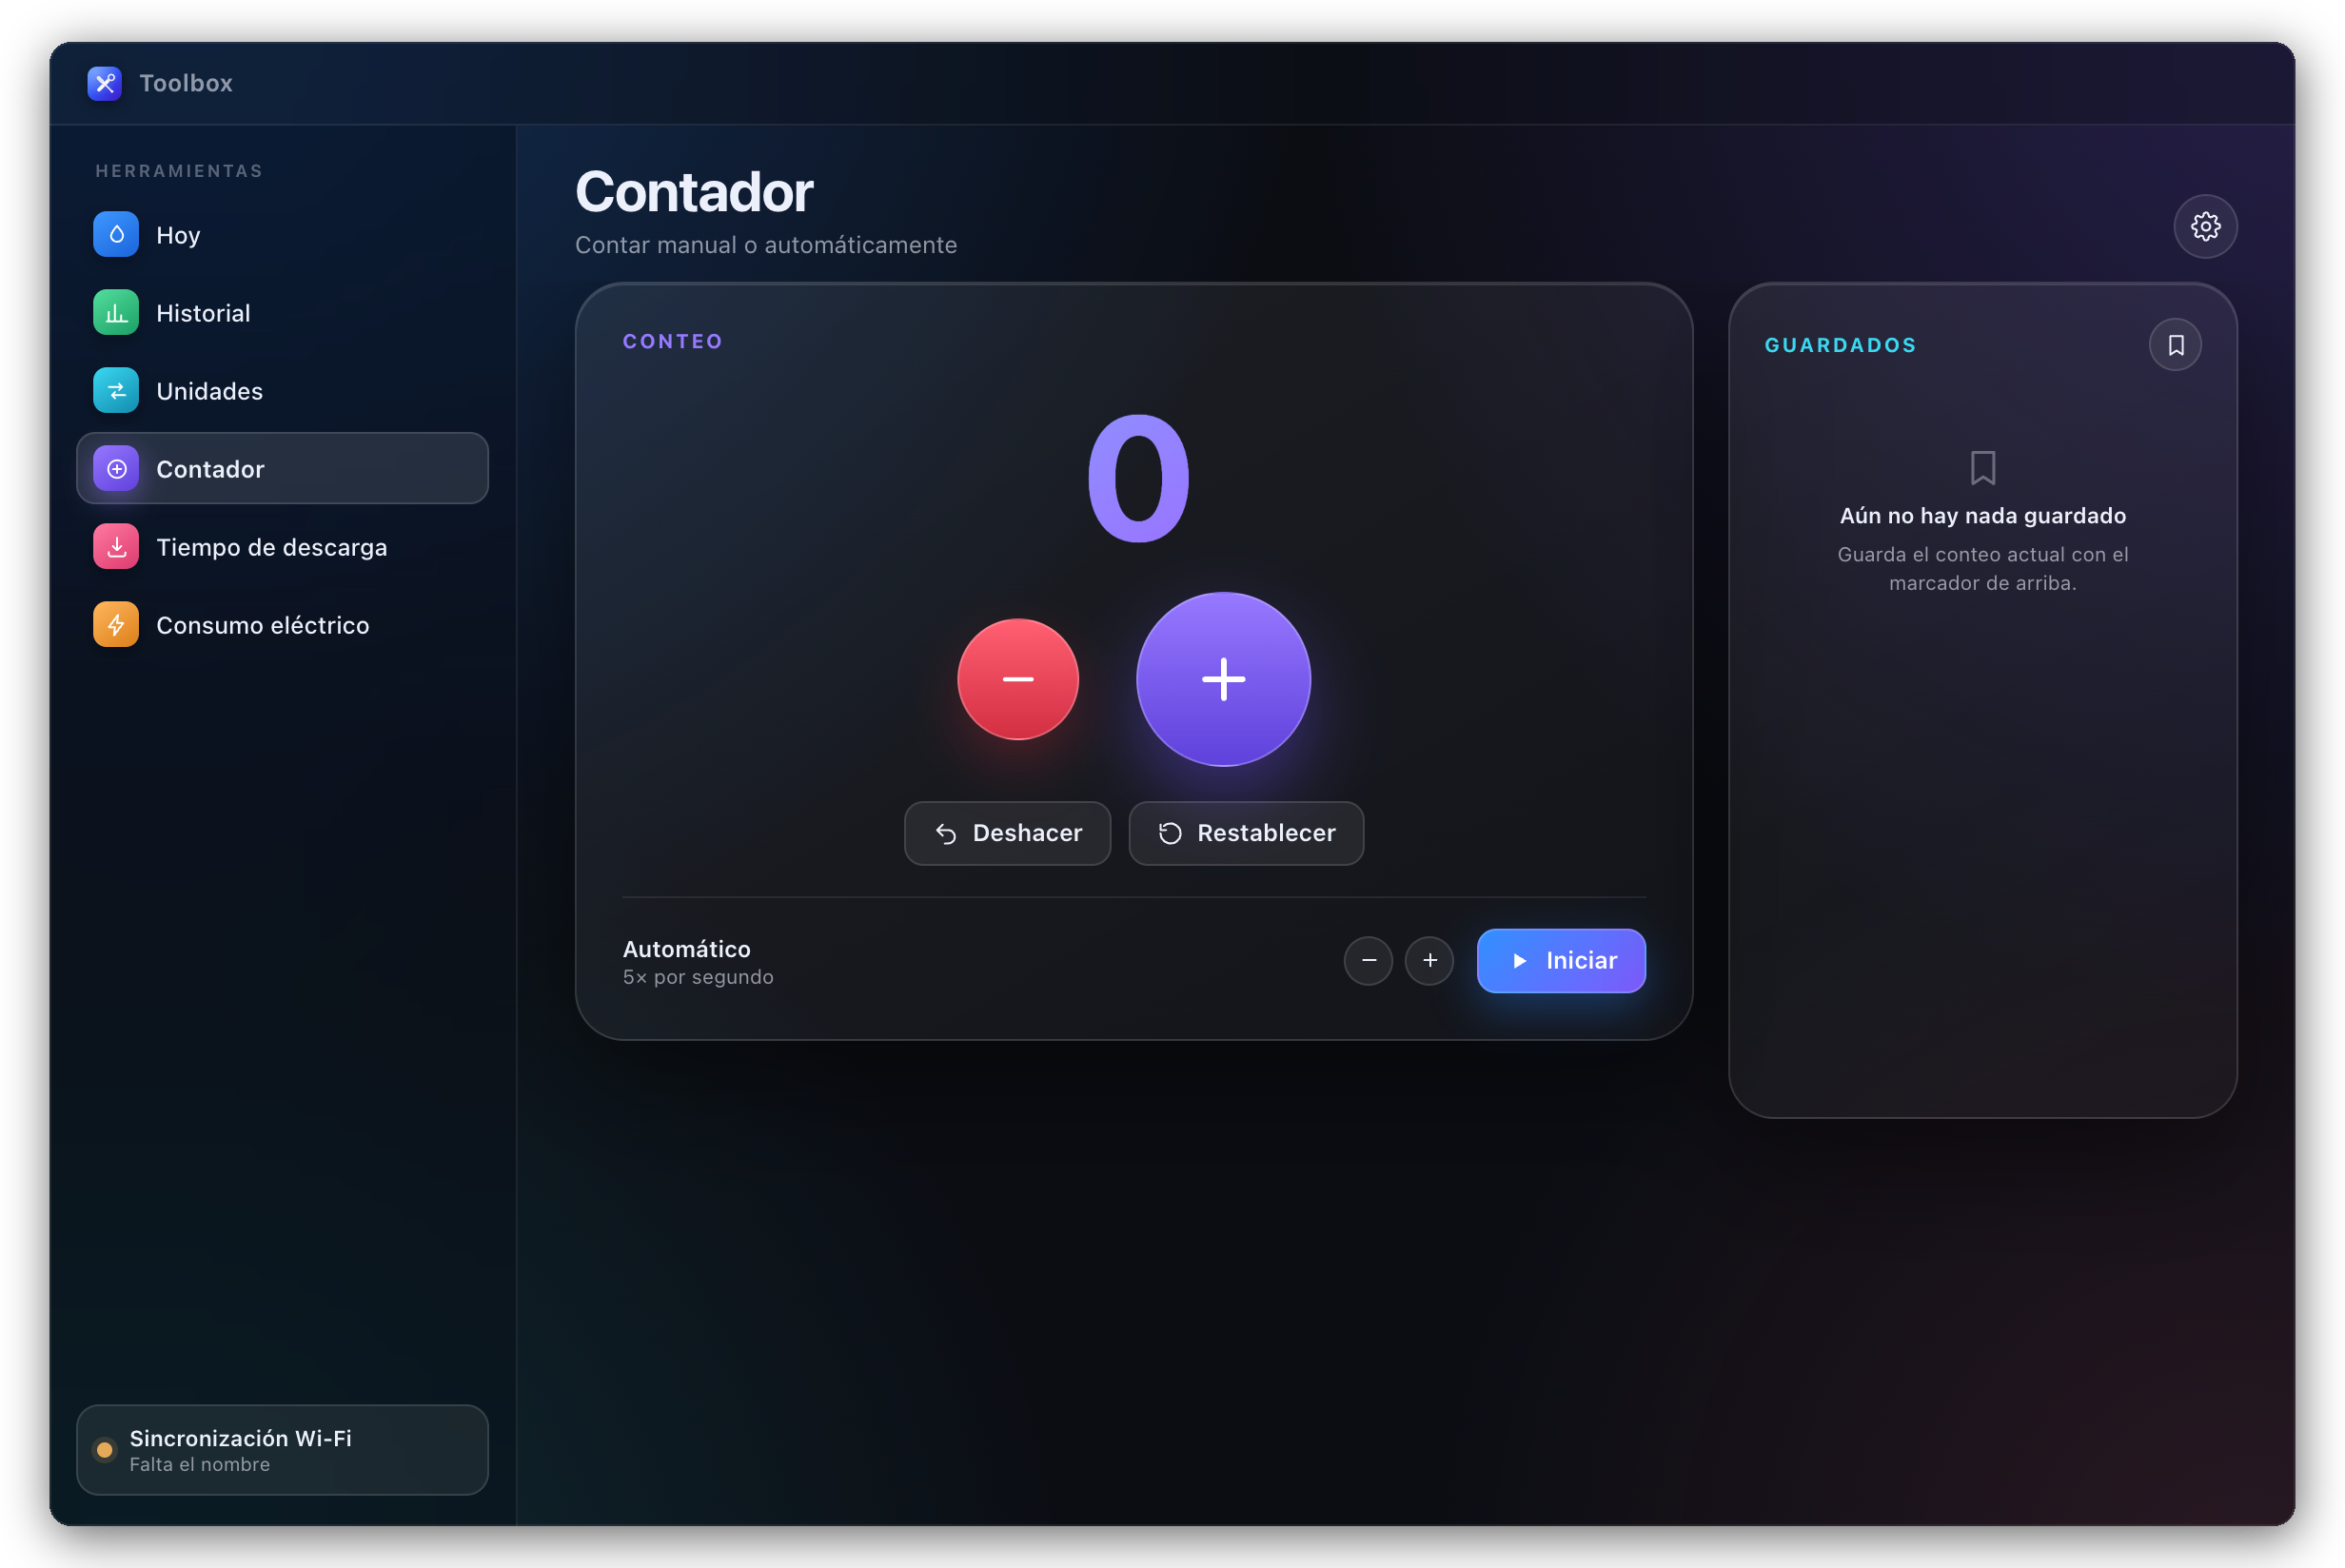 Toolbox
HERRAMIENTAS
Hoy
Historial
Unidades
Contador
Tiempo de descarga
Consumo eléctrico
Sincronización Wi-Fi
Falta el nombre
Contador
Contar manual o automáticamente
CONTEO
0
Deshacer
Restablecer
Automático
5× por segundo
Iniciar
GUARDADOS
Aún no hay nada guardado
Guarda el conteo actual con el
marcador de arriba.